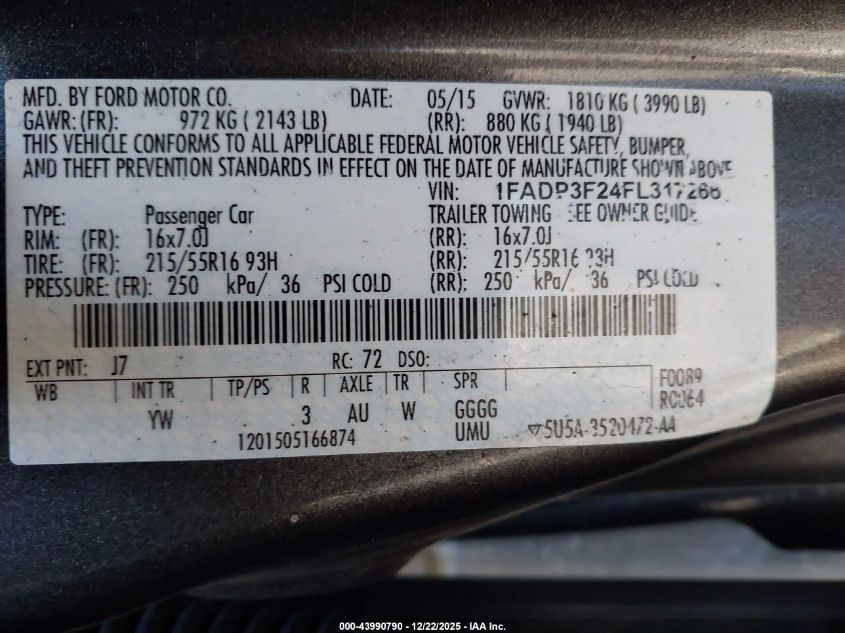 MFD. BY FORD MOTOR CO. DATE: 05/15 GVWR: 1810 KG ( 3990 LB)
GAWR: (FR): 972 KG ( 2143 LB) (RR): 880 KG ( 1940 LB)
THIS VEHICLE CONFORMS TO ALL APPLICABLE FEDERAL MOTOR VEHICLE SAFETY, BUMPER,
AND THEFT PREVENTION STANDARDS IN EFFECT ON THE DATE OF MANUFACTURE SHOWN ABOVE
VIN: 1FADP3F24FL317266
TYPE: Passenger Car TRAILER TOWING - SEE OWNER GUIDE
RIM: (FR): 16x7.0J (RR): 16x7.0J
TIRE: (FR): 215/55R16 93H (RR): 215/55R16 93H
PRESSURE: (FR): 250 kPa/ 36 PSI COLD (RR): 250 kPa/ 36 PSI COLD
EXT PNT: J7 RC: 72 DSO:
WB INT TR TP/PS R AXLE TR SPR F0089
YW 3 AU W GGGG R0064
1201505166874 UMU ▽5U5A-3520472-AA
000-43990790 - 12/22/2025 - IAA Inc.